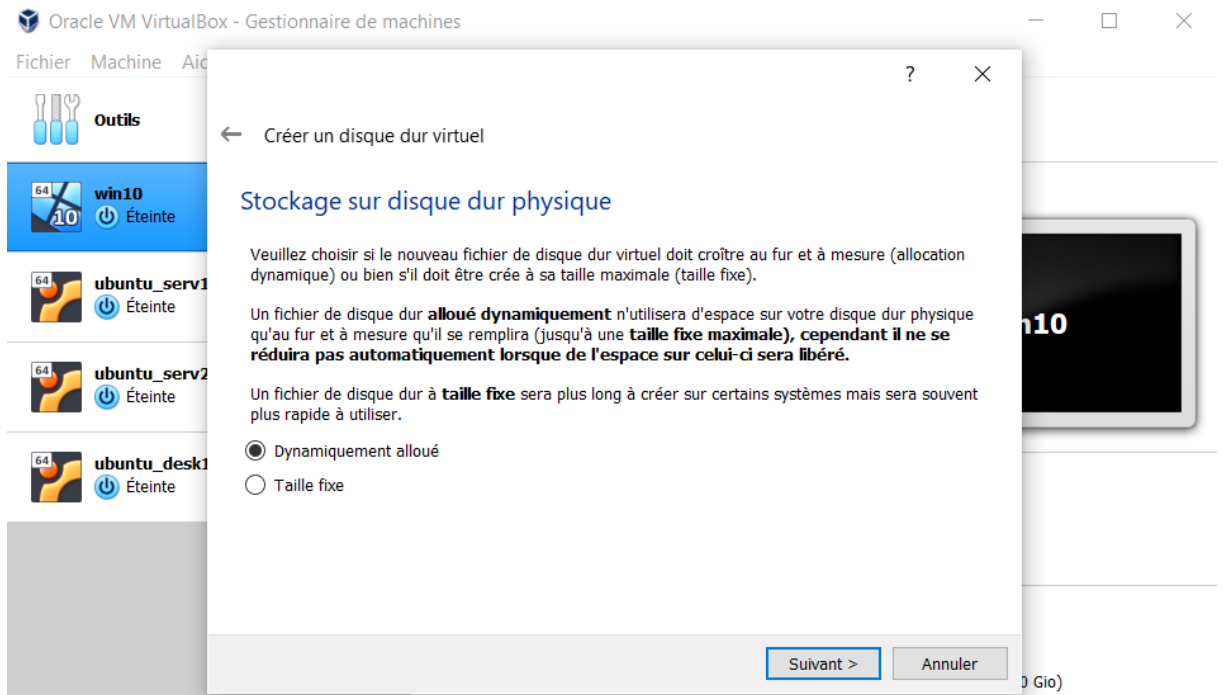 Oracle VM VirtualBox - Gestionnaire de machines
Fichier Machine
?
Outils
Créer un disque dur virtuel
64
win10
10
Éteinte
Stockage sur disque dur physique
Veuillez choisir si le nouveau fichier de disque dur virtuel doit croître au fur et à mesure (allocation
dynamique) ou bien s'il doit être crée à sa taille maximale (taille fixe).
64
ubuntu_serv1
Éteinte
Un fichier de disque dur alloué dynamiquement n'utilisera d'espace sur votre disque dur physique
qu'au fur et à mesure qu'il se remplira (jusqu'à une taille fixe maximale), cependant il ne se
réduira pas automatiquement lorsque de l'espace sur celui-ci sera libéré.
n10
64
ubuntu_serv2
Éteinte
Un fichier de disque dur à taille fixe sera plus long à créer sur certains systèmes mais sera souvent
plus rapide à utiliser.
Dynamiquement alloué
64
ubuntu_desk1
Éteinte
Taille fixe
Suivant >
Annuler
0 Gio)